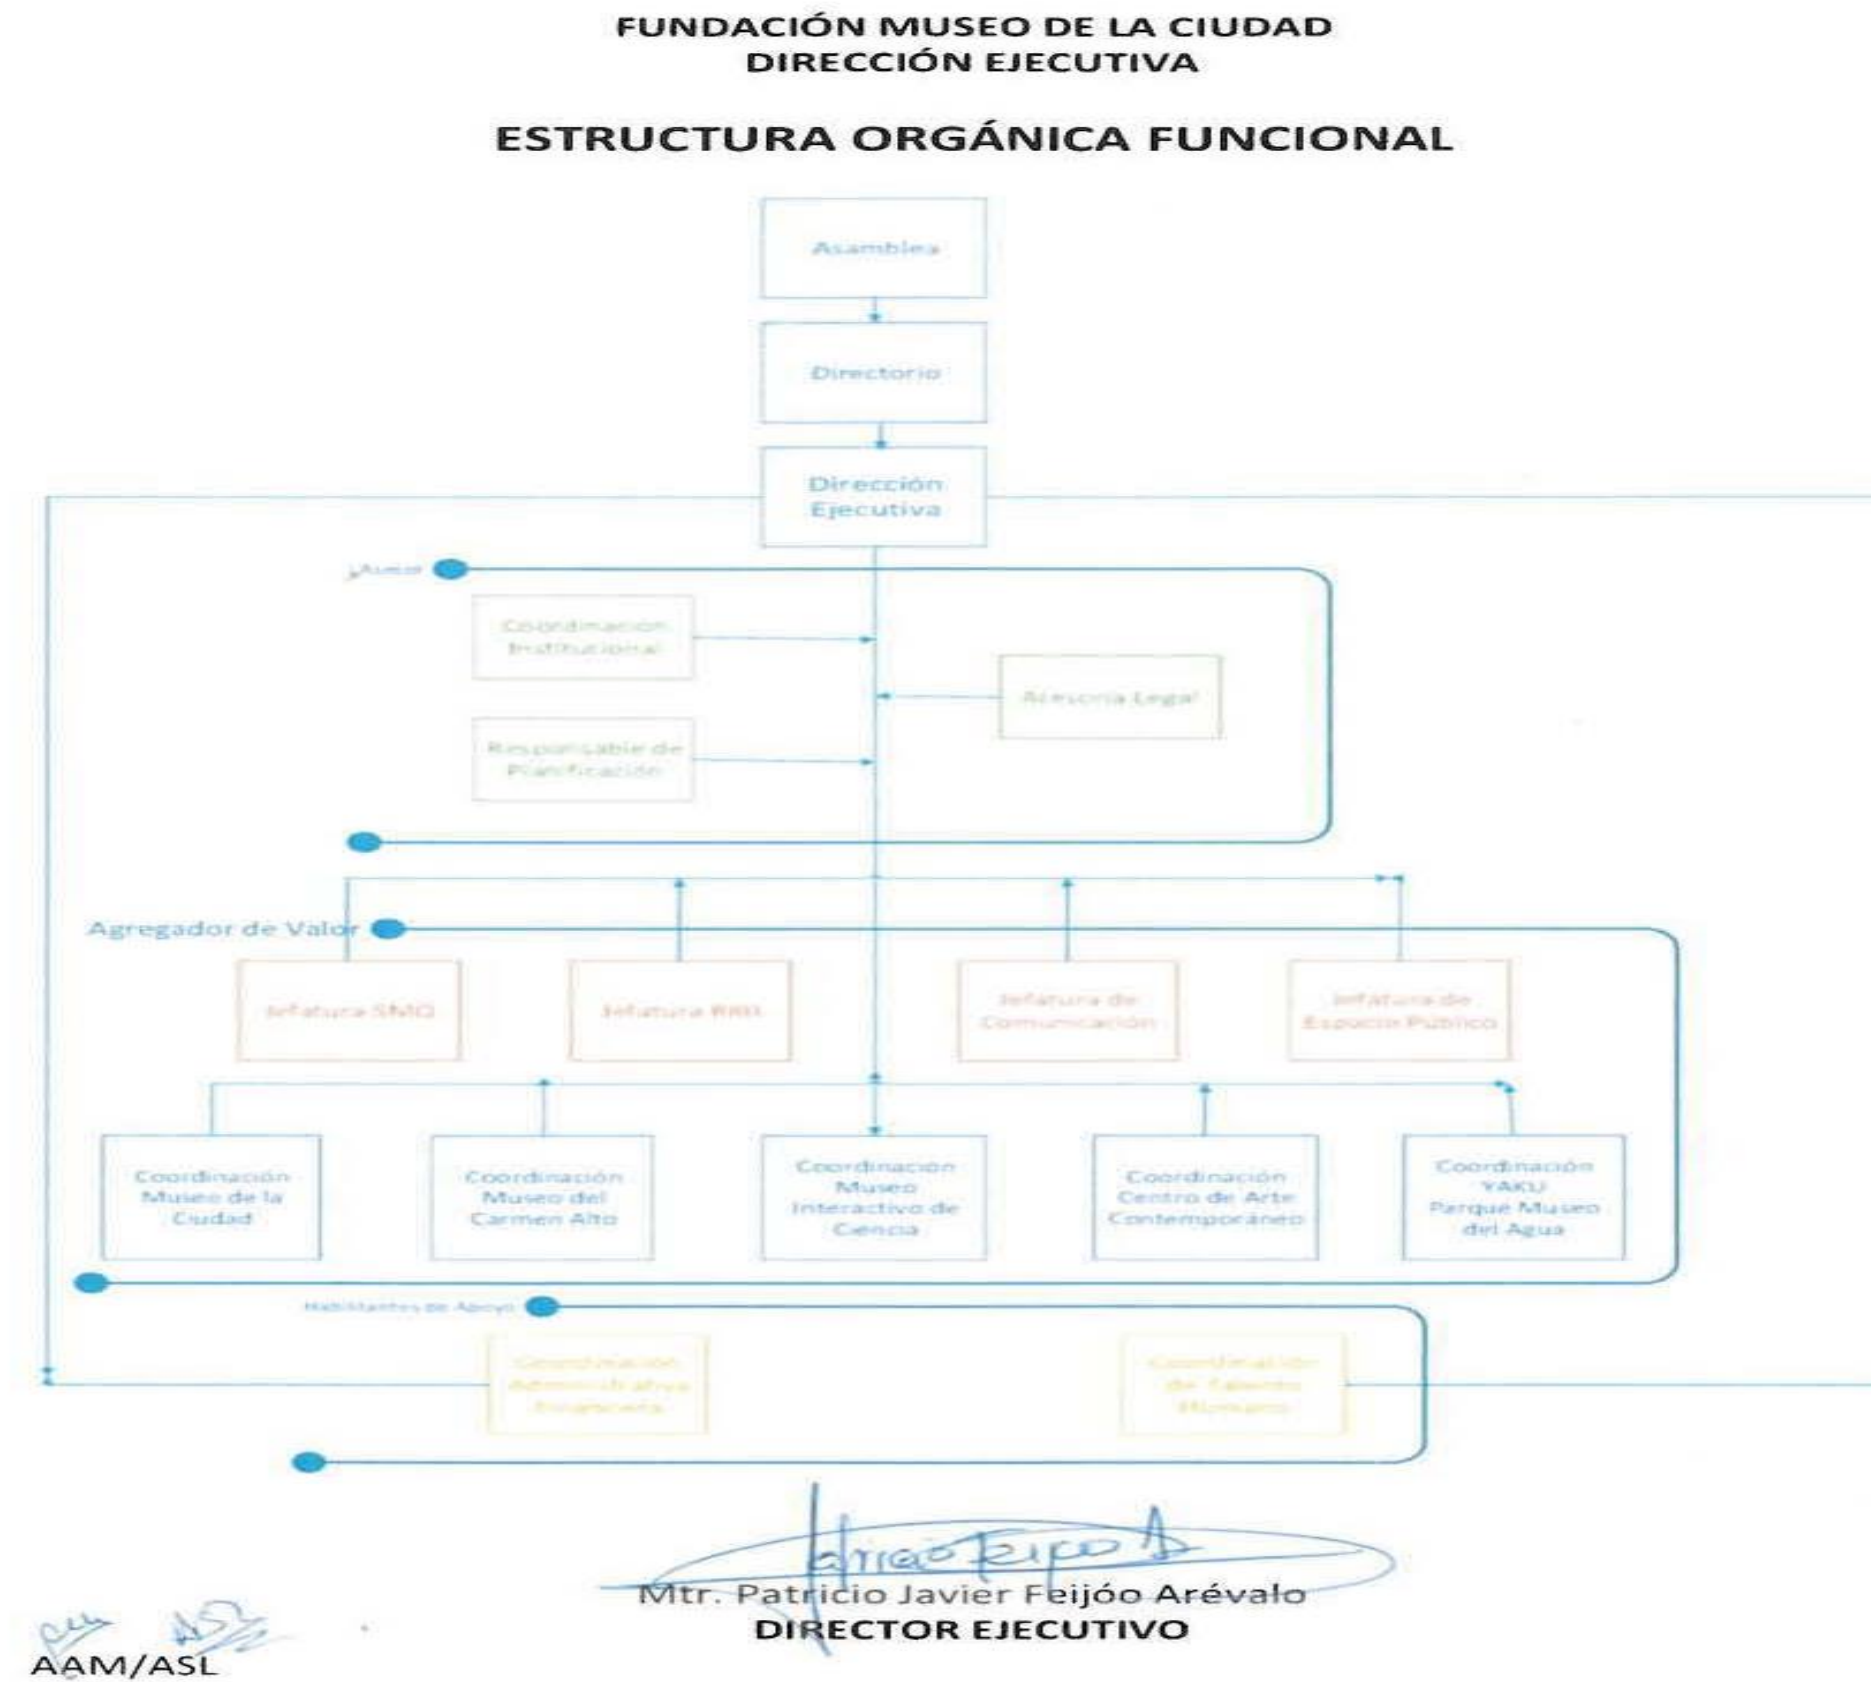 FUNDACIÓN MUSEO DE LA CIUDAD
DIRECCIÓN EJECUTIVA
ESTRUCTURA ORGÁNICA FUNCIONAL
Asamblea
Directorio
Dirección
Ejecutiva
Coordinación
Institucional
Asesoría Legal
Responsable de
Planificación
Agregador de Valor
Jefatura SMQ
Jefatura
Jefatura de
Comunicación
Jefatura de
Espacio Público
Coordinación
Museo de la
Ciudad
Coordinación
Museo del
Carmen Alto
Coordinación
Museo
Interactivo de
Ciencia
Coordinación
Centro de Arte
Contemporáneo
Coordinación
YAKU
Parque Museo
del Agua
Habilitantes de Apoyo
Coordinación
Administrativa
Financiera
Coordinación
de Talento
Humano
Mtr. Patricio Javier Feijóo Arévalo
DIRECTOR EJECUTIVO
AAM/ASL